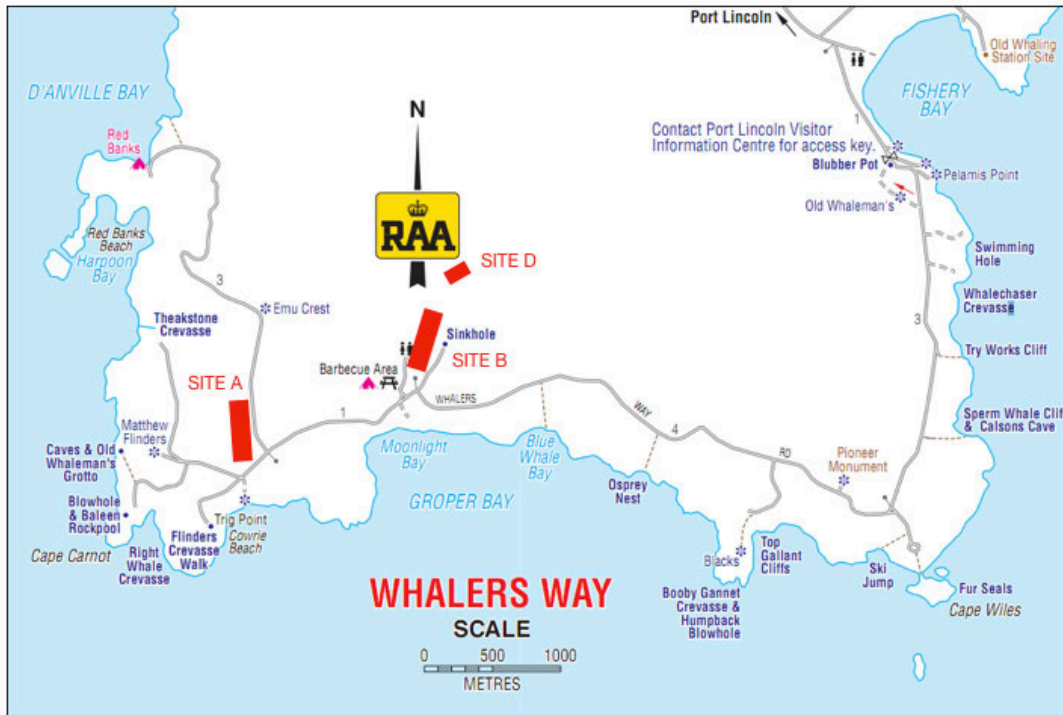 Port Lincoln
Old Whaling
Station Site
D'ANVILLE BAY
FISHERY
BAY
N
Red
Banks
1
Contact Port Lincoln Visitor
Information Centre for access key.
Blubber Pot
Pelamis Point
Old Whaleman's
RAA
Red Banks
Beach
Harpoon
Bay
SITE D
Swimming
Hole
3
Emu Crest
Whalechaser
Crevasse
Theakstone
Crevasse
Sinkhole
3
SITE B
Try Works Cliff
Barbecue Area
SITE A
WHALERS
WAY
1
4
Sperm Whale Clif
& Calsons Cave
Matthew
Flinders
Moonlight
Bay
Blue
Whale
Bay
RD
Pioneer
Monument
Caves & Old
Whaleman's
Grotto
Osprey
Nest
GROPER BAY
Blowhole
& Baleen
Rockpool
Trig Point
Cowrie
Beach
Cape Carnot
Right
Whale
Crevasse
Flinders
Crevasse
Walk
Blacks
Top
Gallant
Cliffs
Ski
Jump
Fur Seals
Cape Wiles
Booby Gannet
Crevasse &
Humpback
Blowhole
WHALERS WAY
SCALE
0 500 1000
METRES